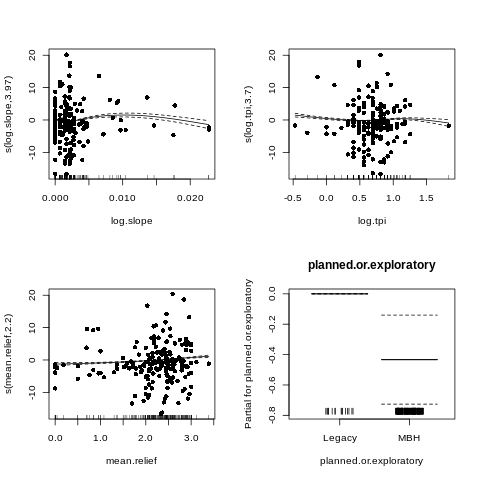 s(log.slope,3.97)
20
10
0
-10
0.000
0.010
0.020
log.slope
s(log.tpi,3.7)
20
10
0
-10
-0.5
0.0
0.5
1.0
1.5
log.tpi
s(mean.relief,2.2)
20
10
0
-10
0.0
1.0
2.0
3.0
mean.relief
planned.or.exploratory
Partial for planned.or.exploratory
0.0
-0.2
-0.4
-0.6
-0.8
Legacy
MBH
planned.or.exploratory